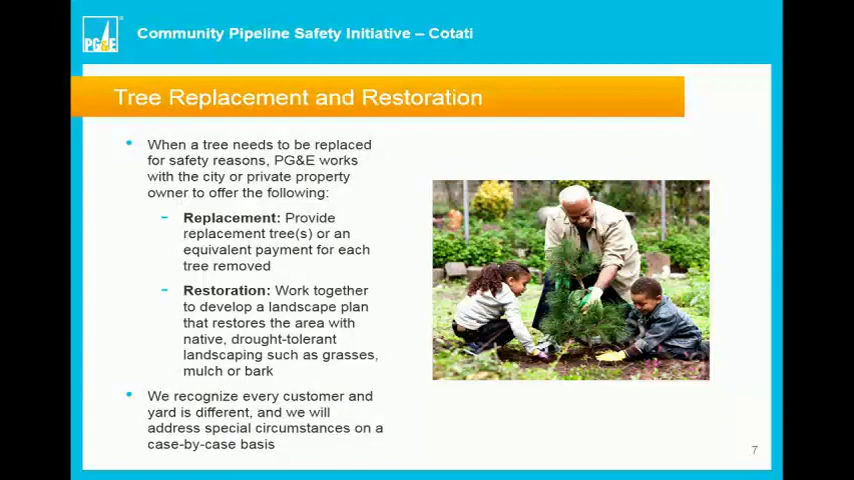 PG&E
Community Pipeline Safety Initiative – Cotati
Tree Replacement and Restoration
• When a tree needs to be replaced
for safety reasons, PG&E works
with the city or private property
owner to offer the following:
– Replacement: Provide
replacement tree(s) or an
equivalent payment for each
tree removed
– Restoration: Work together
to develop a landscape plan
that restores the area with
native, drought-tolerant
landscaping such as grasses,
mulch or bark
• We recognize every customer and
yard is different, and we will
address special circumstances on a
case-by-case basis
7